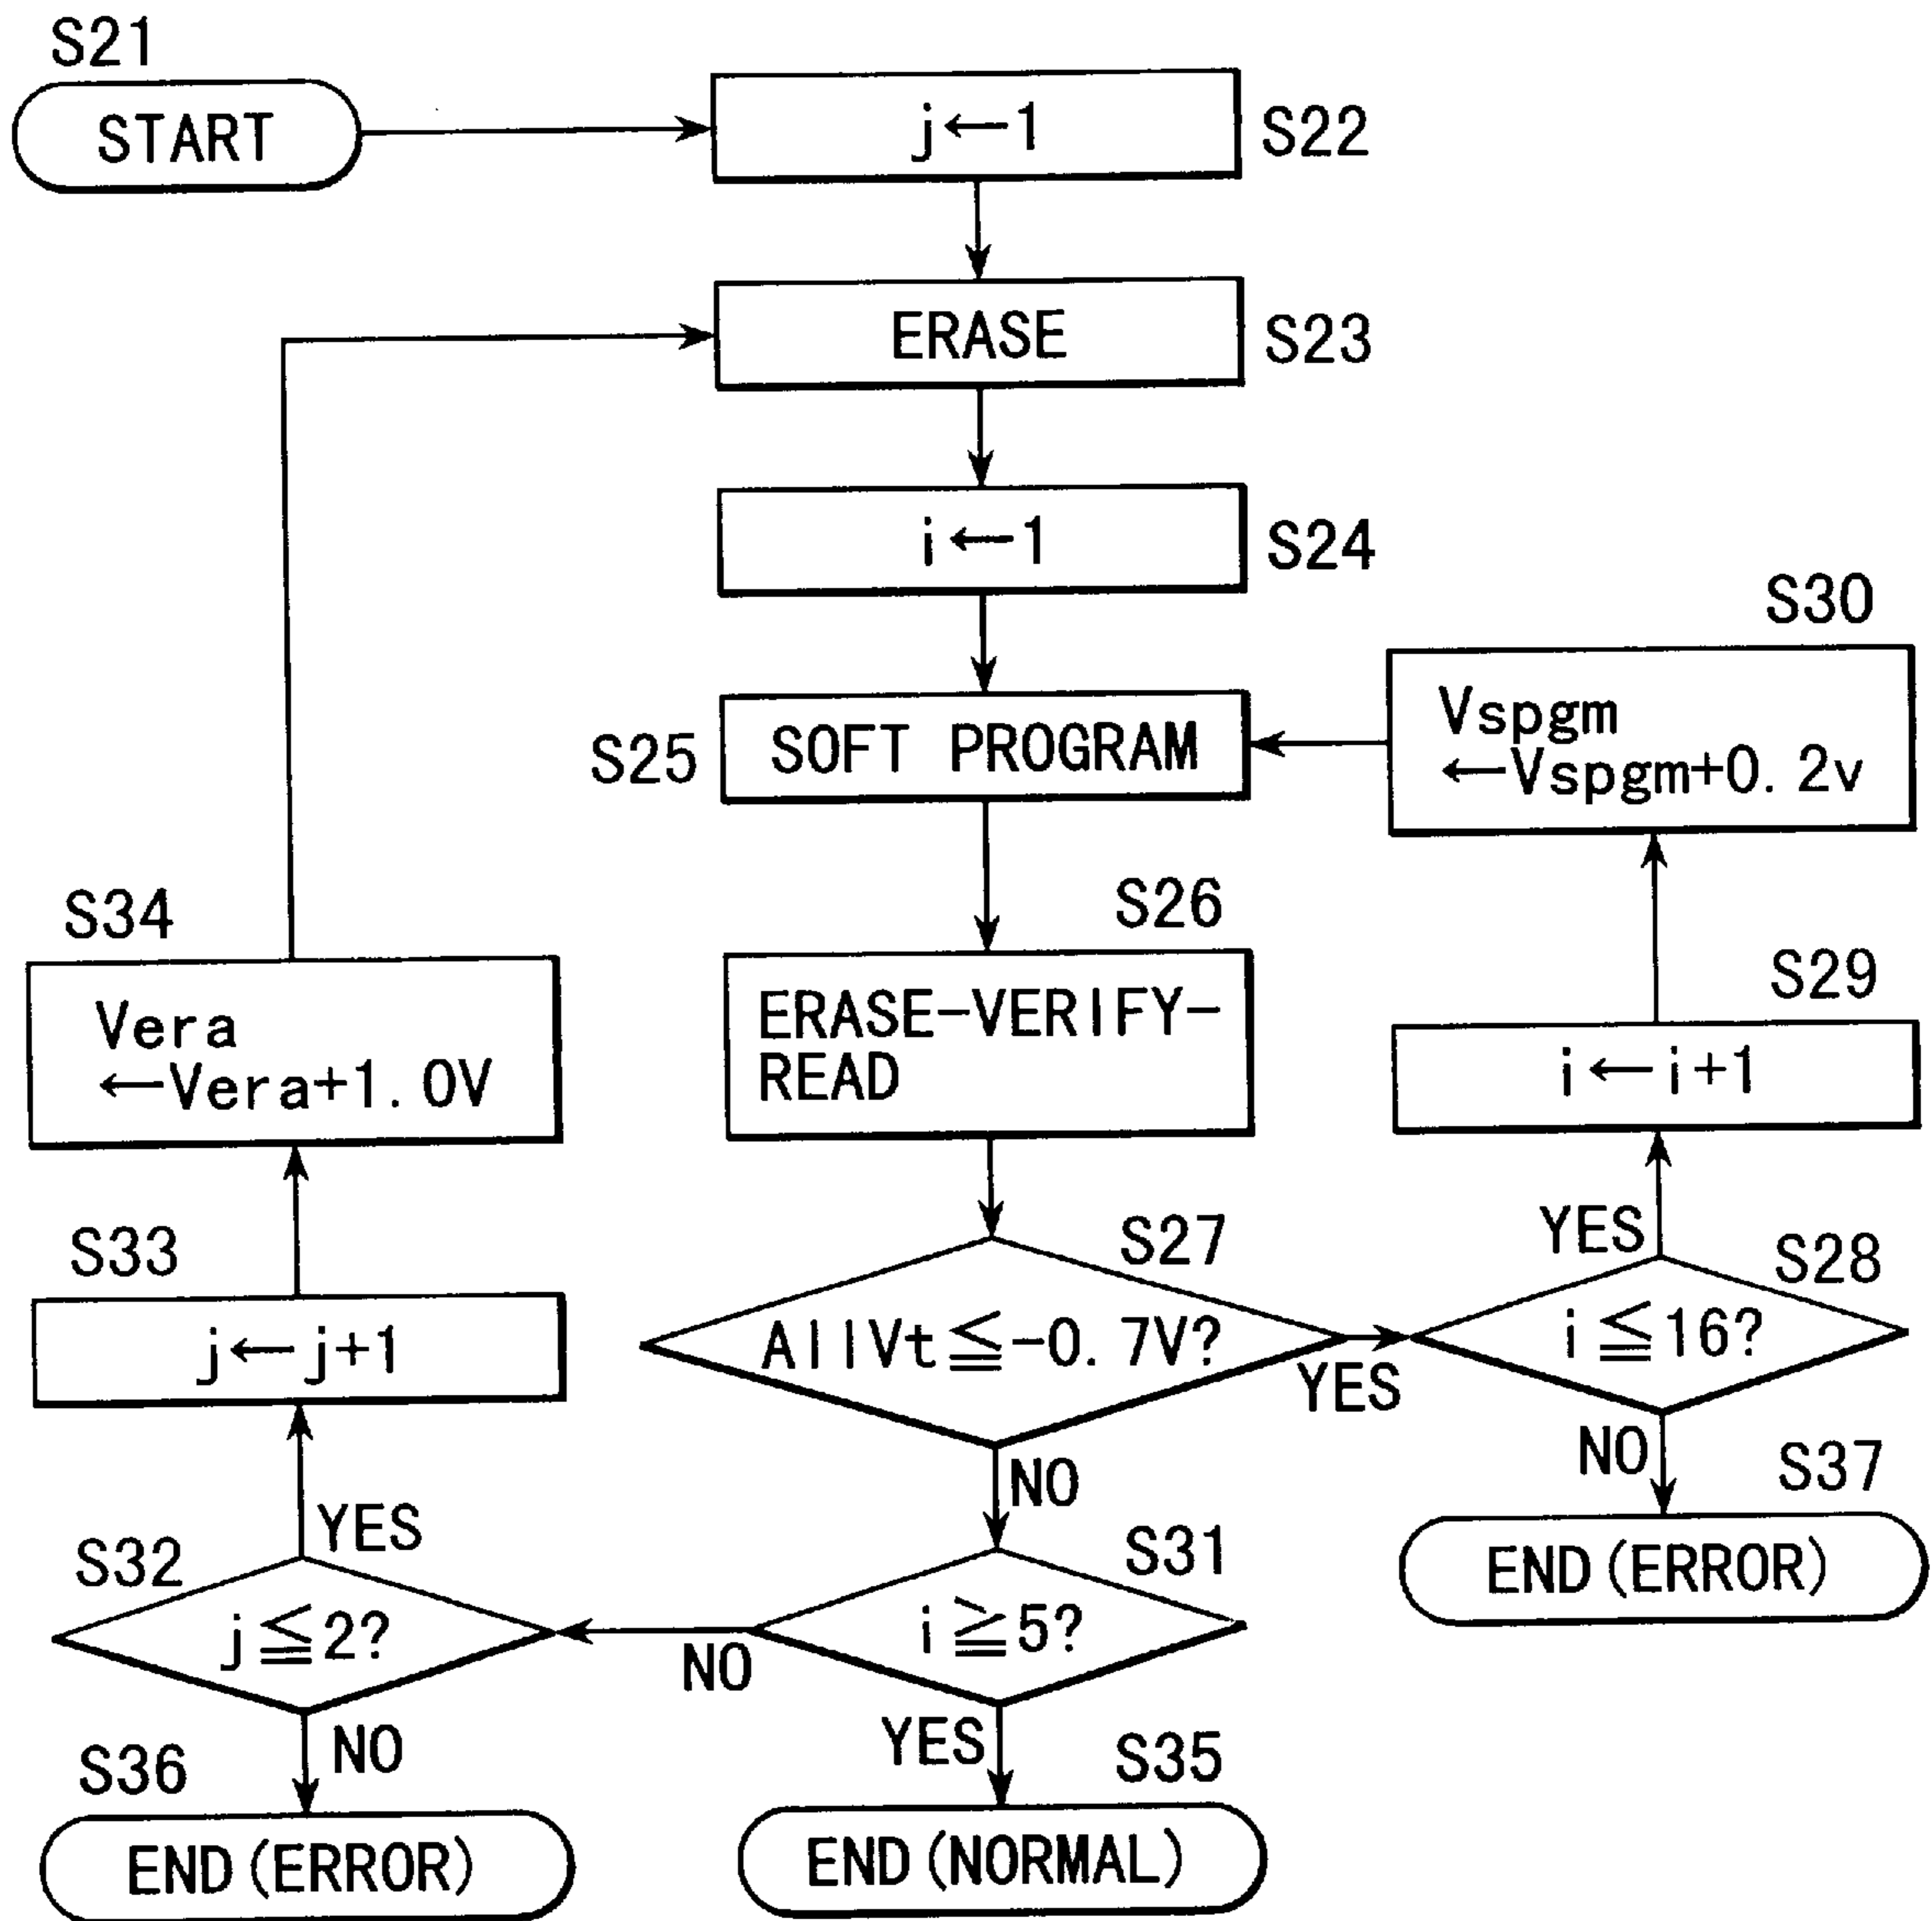 S21
START
j←1
S22
ERASE
S23
i←1
S24
S30
Vspgm
←Vspgm+0.2v
S25
SOFT PROGRAM
S34
S26
S29
Vera
←Vera+1.0V
ERASE-VERIFY-
READ
i←i+1
S33
S27
YES
S28
j←j+1
AllVt≦-0.7V?
YES
i≦16?
NO
NO
S37
YES
S32
S31
END(ERROR)
j≦2?
NO
i≧5?
S36
NO
YES
S35
END(ERROR)
END(NORMAL)